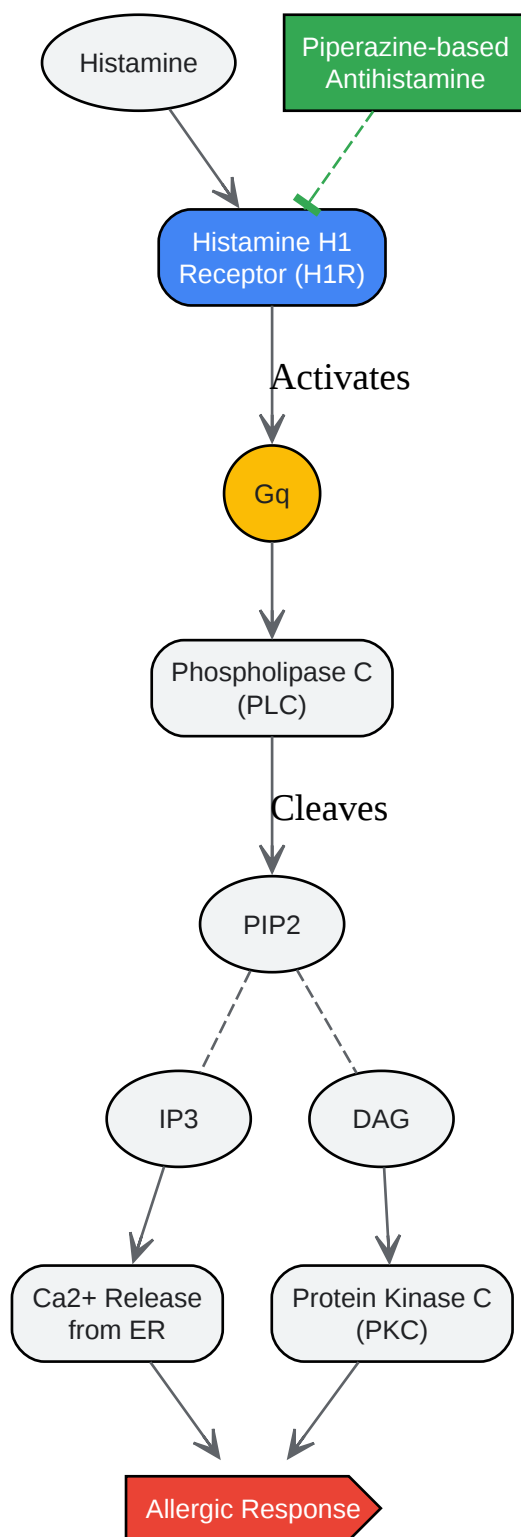 Histamine
Piperazine-based
Antihistamine
Histamine H1
Receptor (H1R)
Activates
Gq
Phospholipase C
(PLC)
Cleaves
PIP2
IP3
DAG
Ca2+ Release
from ER
Protein Kinase C
(PKC)
Allergic Response